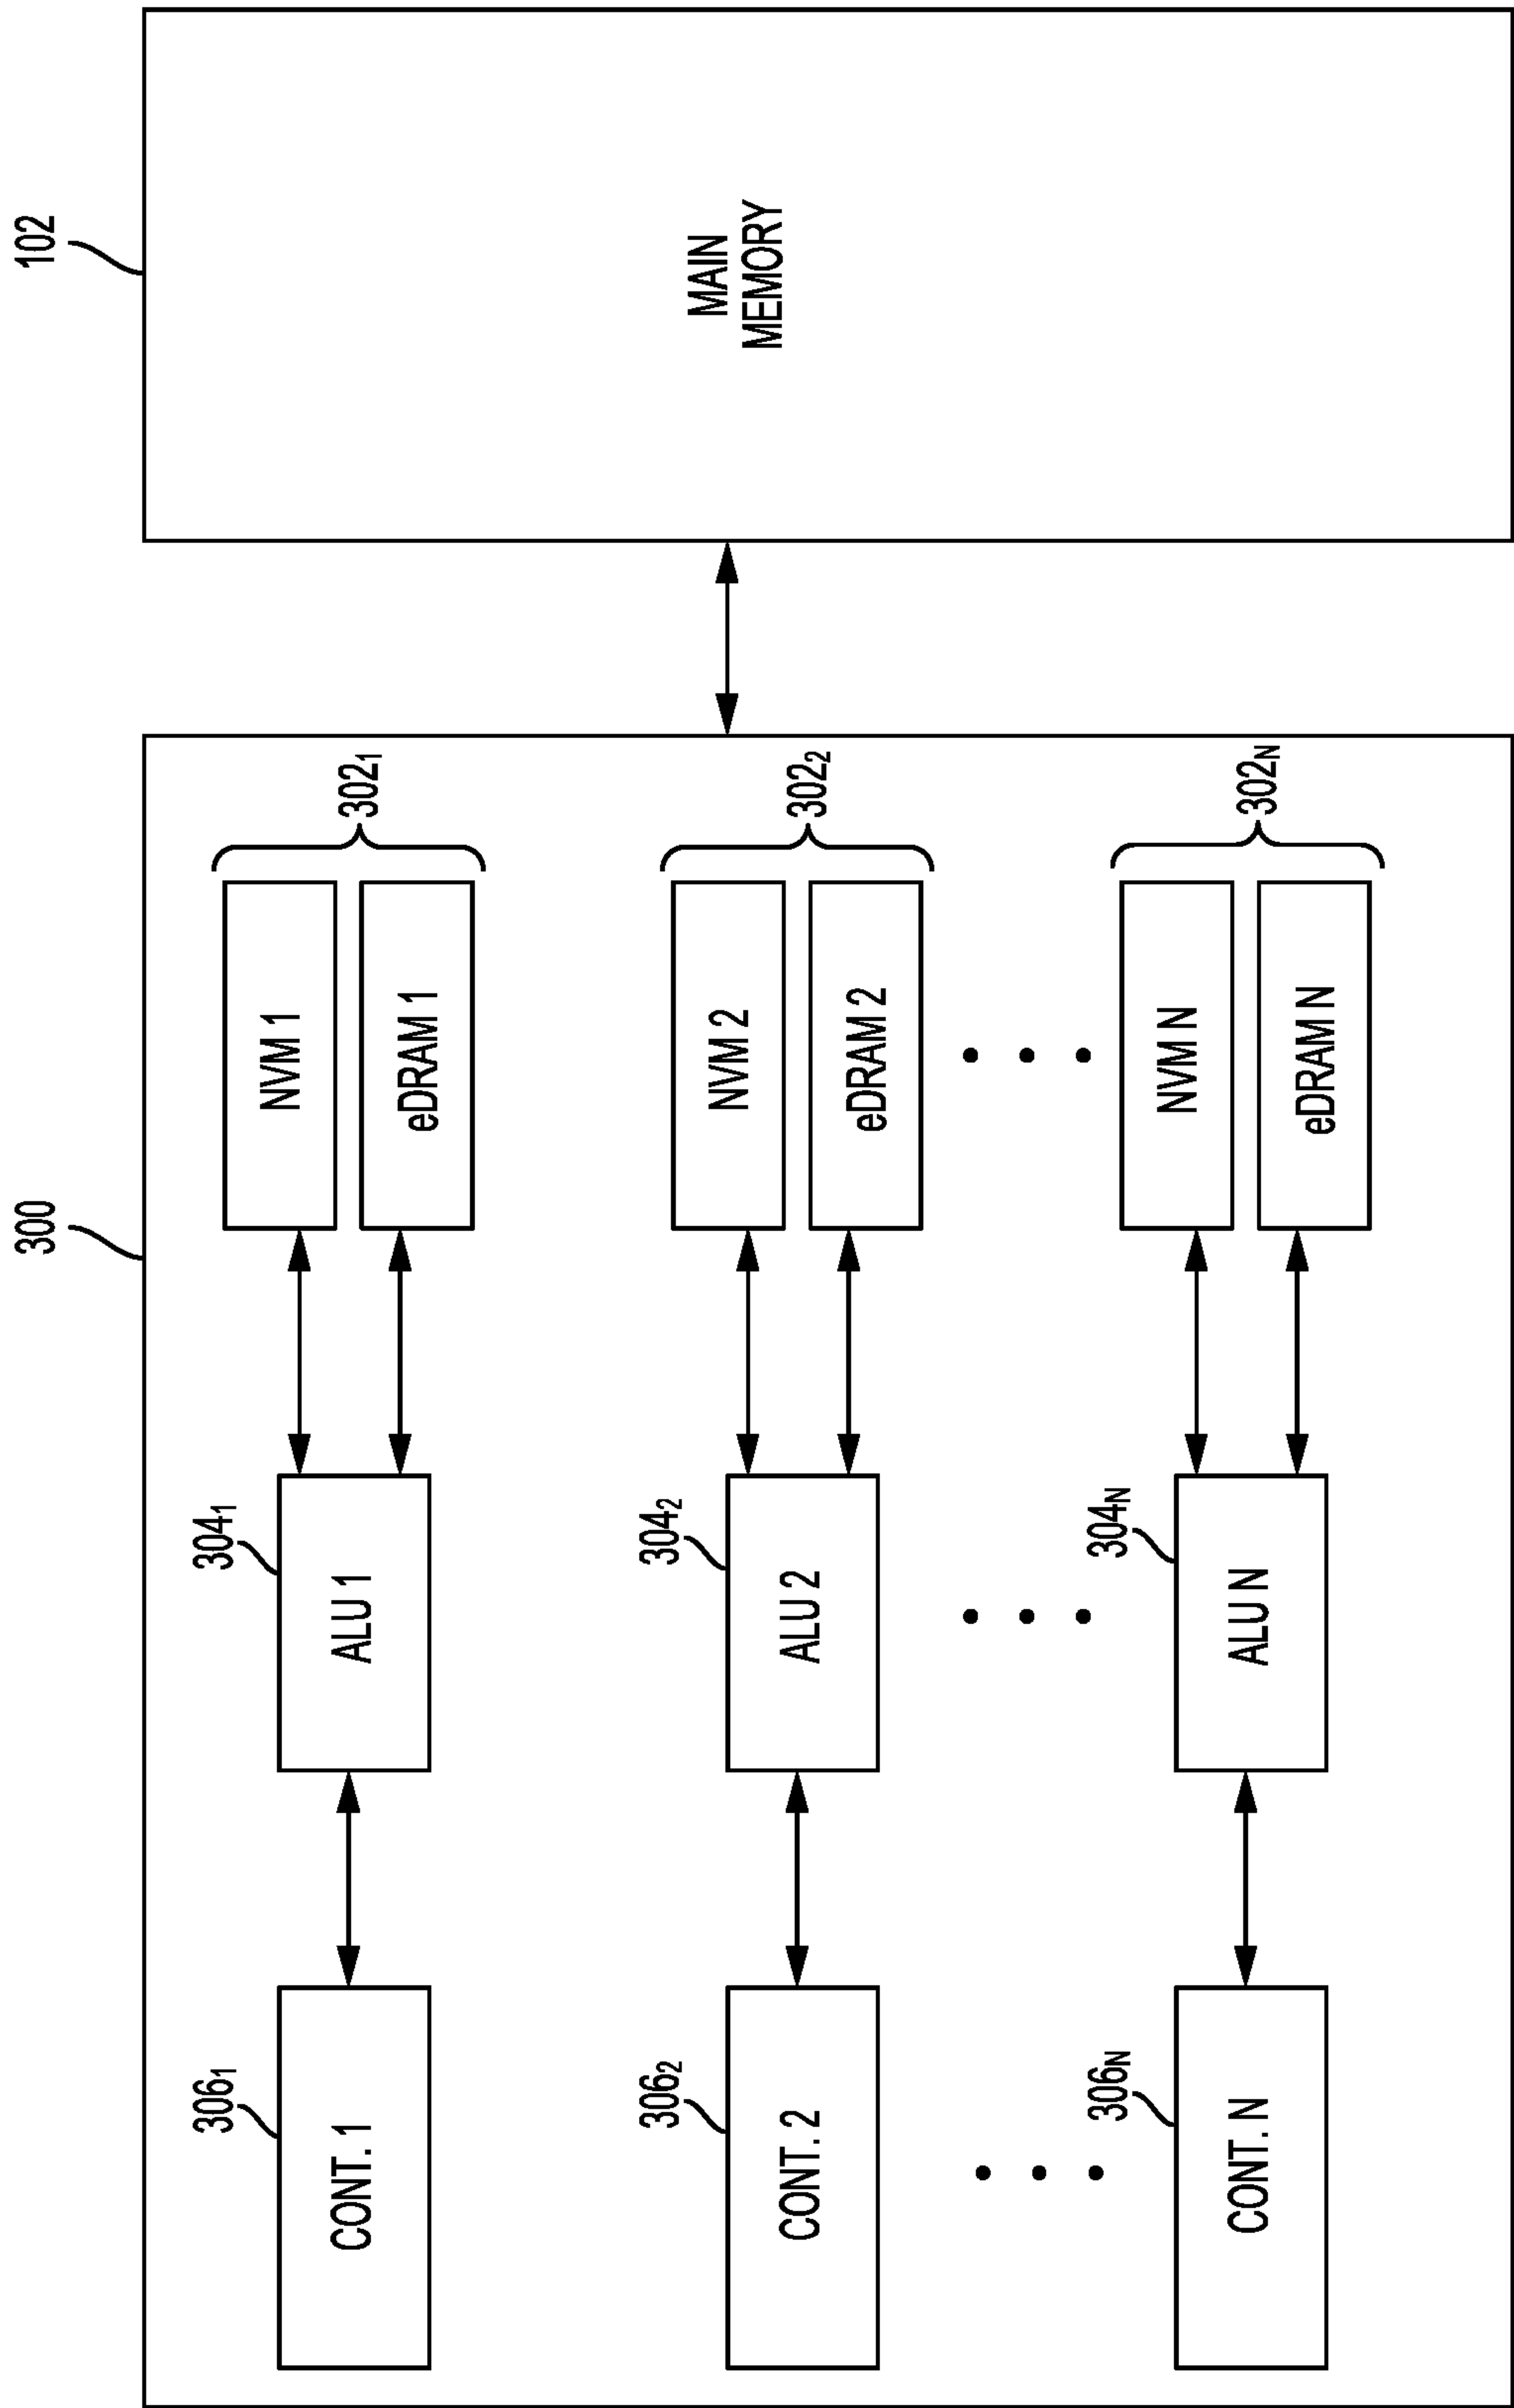 300
102
306₁
CONT. 1
304₁
ALU 1
NVM 1
eDRAM 1
302₁
306₂
CONT. 2
304₂
ALU 2
NVM 2
eDRAM 2
302₂
MAIN
MEMORY
306N
CONT. N
304N
ALU N
NVM N
eDRAM N
302N